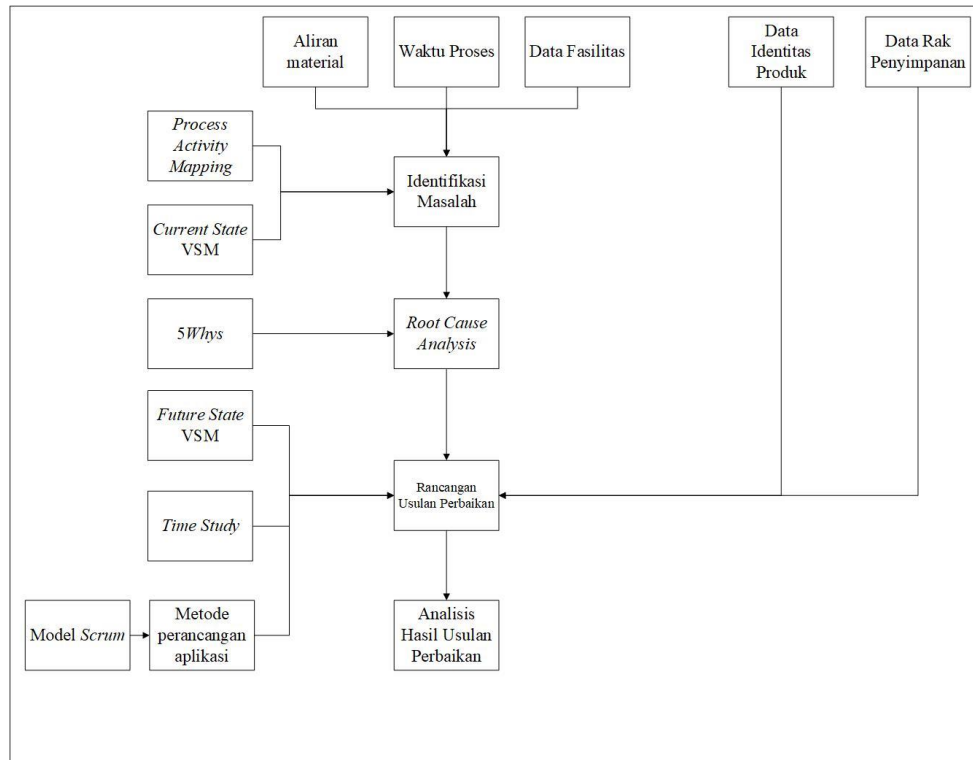 Aliran
material
Waktu Proses
Data Fasilitas
Data
Identitas
Produk
Data Rak
Penyimpanan
Process
Activity
Mapping
Identifikasi
Masalah
Current State
VSM
5Whys
Root Cause
Analysis
Future State
VSM
Rancangan
Usulan Perbaikan
Time Study
Model Scrum
Metode
perancangan
aplikasi
Analisis
Hasil Usulan
Perbaikan